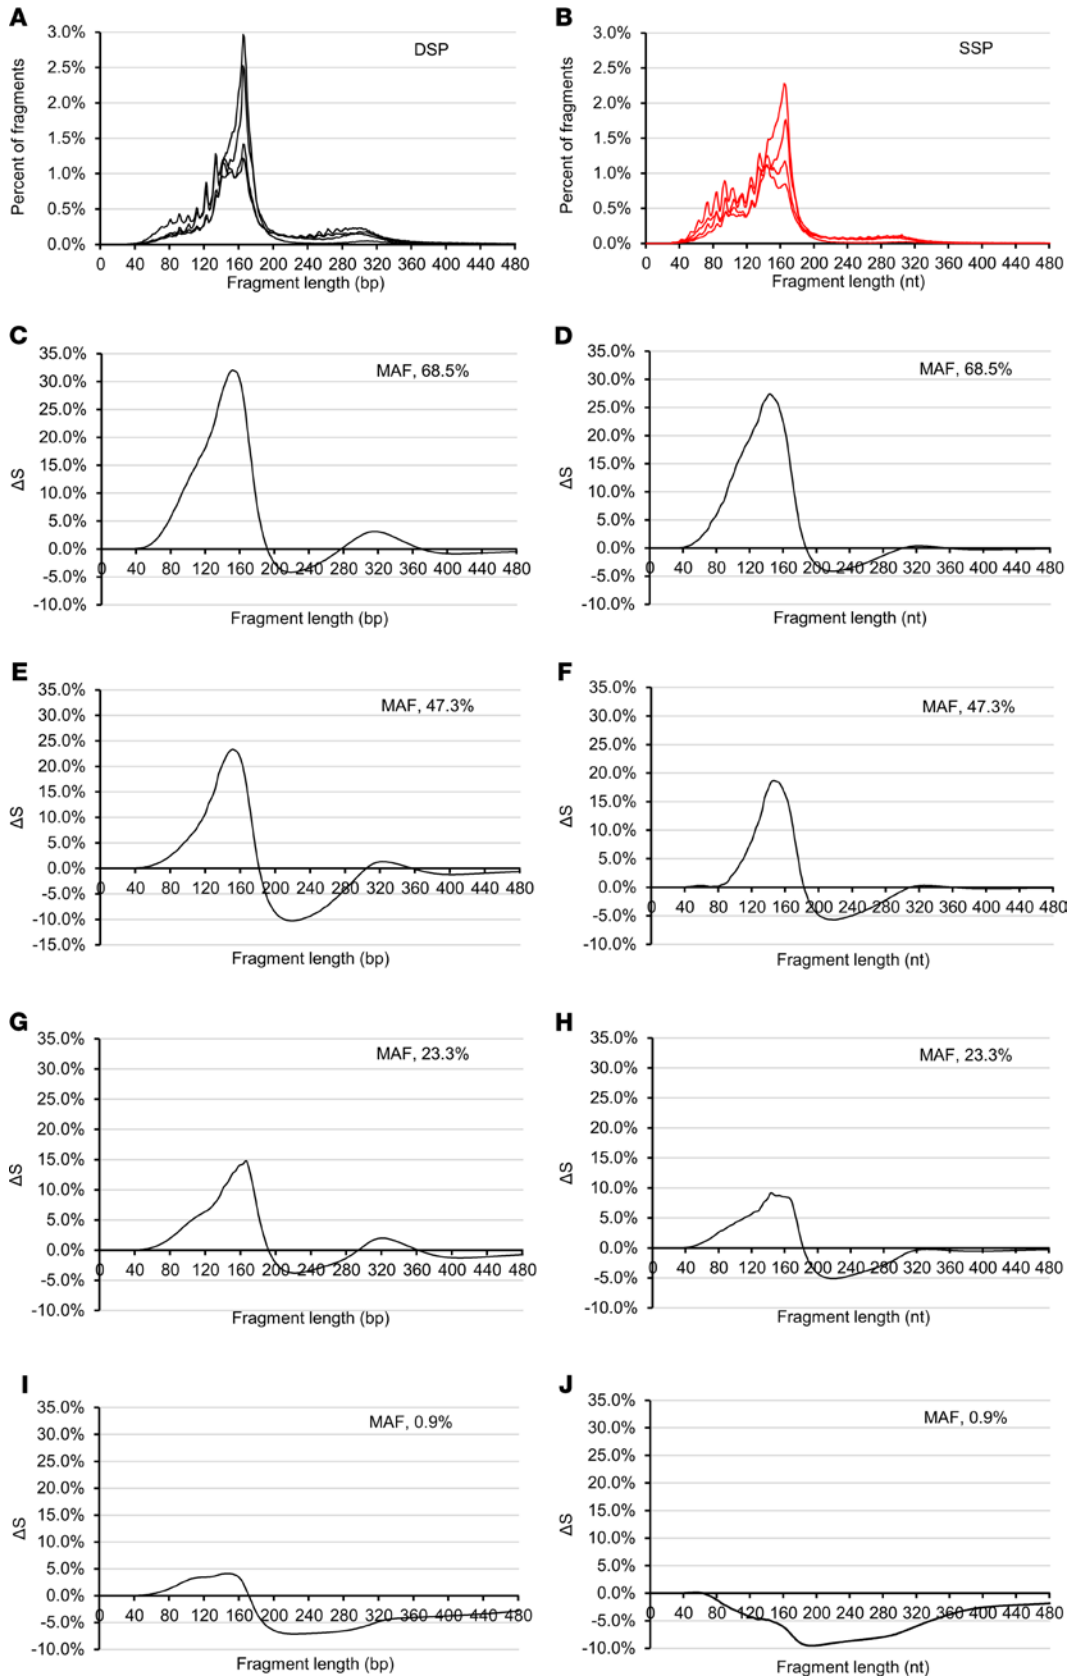 A
DSP
Percent of fragments
3.0%
2.5%
2.0%
1.5%
1.0%
0.5%
0.0%
0 40 80 120 160 200 240 280 320 360 400 440 480
Fragment length (bp)
B
SSP
Percent of fragments
3.0%
2.5%
2.0%
1.5%
1.0%
0.5%
0.0%
0 40 80 120 160 200 240 280 320 360 400 440 480
Fragment length (nt)
C
MAF, 68.5%
ΔS
35.0%
30.0%
25.0%
20.0%
15.0%
10.0%
5.0%
0.0%
-5.0%
-10.0%
0 40 80 120 160 200 240 280 320 360 400 440 480
Fragment length (bp)
D
MAF, 68.5%
ΔS
35.0%
30.0%
25.0%
20.0%
15.0%
10.0%
5.0%
0.0%
-5.0%
-10.0%
0 40 80 120 160 200 240 280 320 360 400 440 480
Fragment length (nt)
E
MAF, 47.3%
ΔS
35.0%
30.0%
25.0%
20.0%
15.0%
10.0%
5.0%
0.0%
-5.0%
-10.0%
-15.0%
0 40 80 120 160 200 240 280 320 360 400 440 480
Fragment length (bp)
F
MAF, 47.3%
ΔS
35.0%
30.0%
25.0%
20.0%
15.0%
10.0%
5.0%
0.0%
-5.0%
-10.0%
0 40 80 120 160 200 240 280 320 360 400 440 480
Fragment length (nt)
G
MAF, 23.3%
ΔS
35.0%
30.0%
25.0%
20.0%
15.0%
10.0%
5.0%
0.0%
-5.0%
-10.0%
0 40 80 120 160 200 240 280 320 360 400 440 480
Fragment length (bp)
H
MAF, 23.3%
ΔS
35.0%
30.0%
25.0%
20.0%
15.0%
10.0%
5.0%
0.0%
-5.0%
-10.0%
0 40 80 120 160 200 240 280 320 360 400 440 480
Fragment length (nt)
I
MAF, 0.9%
ΔS
35.0%
30.0%
25.0%
20.0%
15.0%
10.0%
5.0%
0.0%
-5.0%
-10.0%
0 40 80 120 160 200 240 280 320 360 400 440 480
Fragment length (bp)
J
MAF, 0.9%
ΔS
35.0%
30.0%
25.0%
20.0%
15.0%
10.0%
5.0%
0.0%
-5.0%
-10.0%
0 40 80 120 160 200 240 280 320 360 400 440 480
Fragment length (nt)